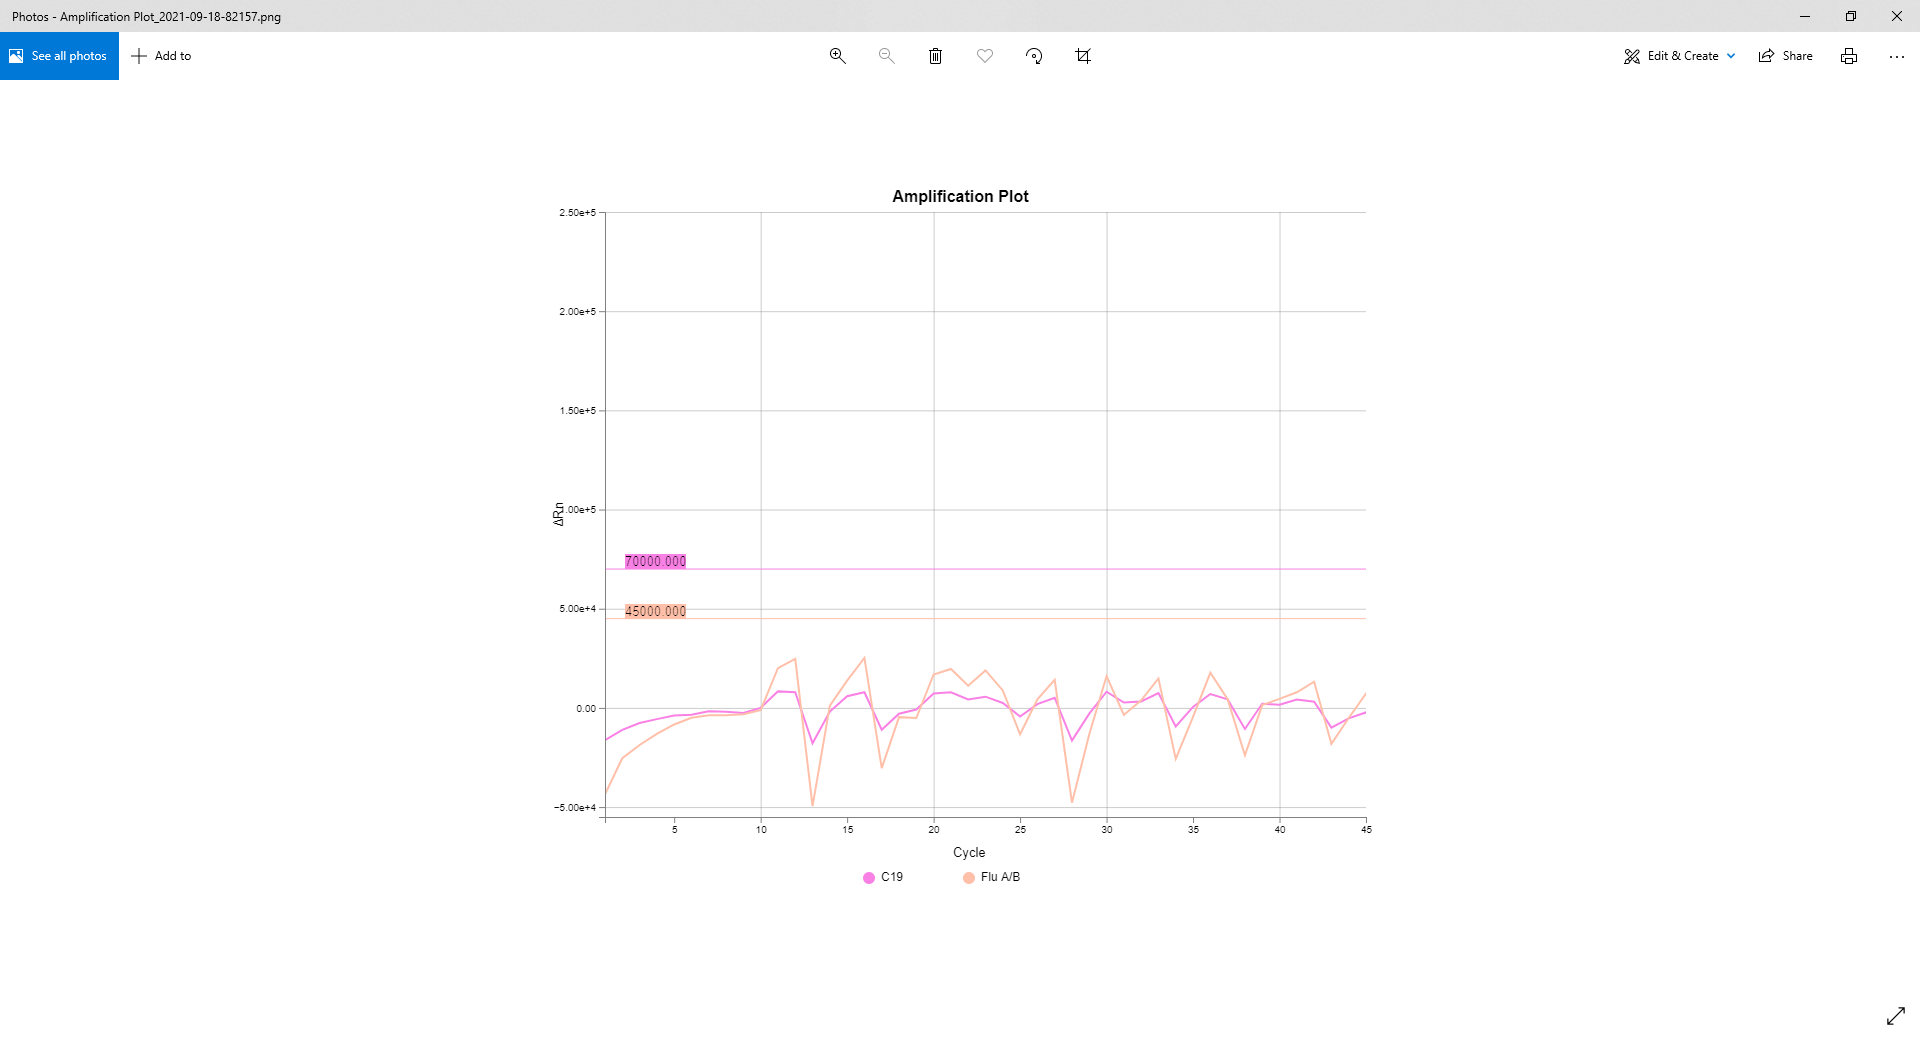 Photos - Amplification Plot_2021-09-18-82157.png
See all photos
Add to
Edit & Create
Share
Amplification Plot
2.50e+5
2.00e+5
1.50e+5
ΔRn
1.00e+5
70000.000
5.00e+4
45000.000
0.00
−5.00e+4
5 10 15 20 25 30 35 40 45
Cycle
C19 Flu A/B